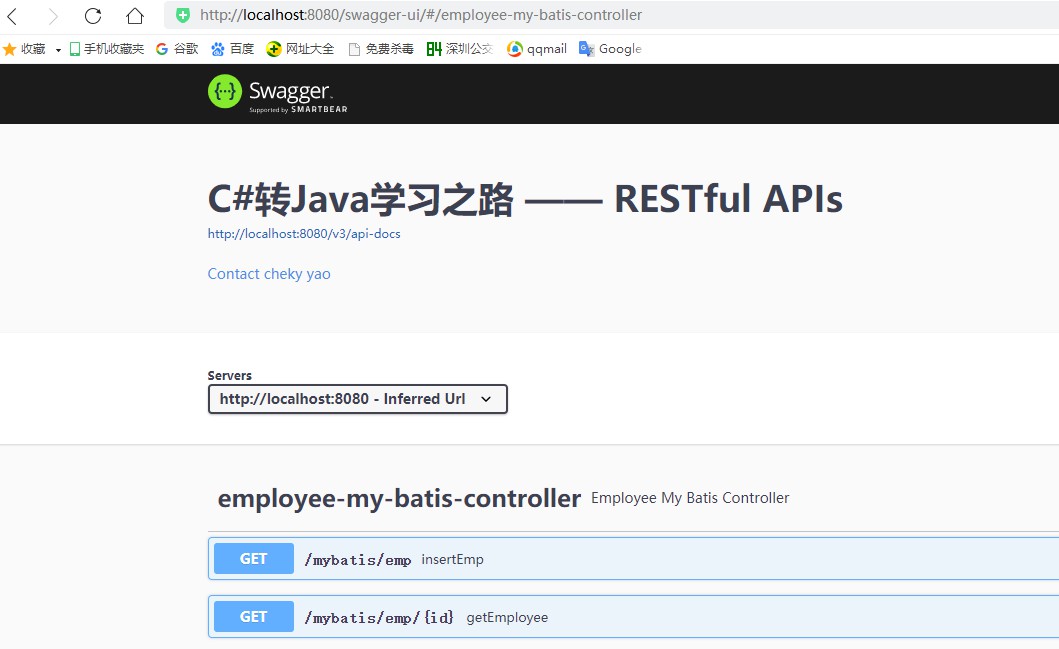 http://localhost:8080/swagger-ui/#/employee-my-batis-controller
收藏 手机收藏夹 谷歌 百度 网址大全 免费杀毒 84 深圳公交 qqmail Google
{···} Swagger™
Supported by SMARTBEAR
C#转Java学习之路 —— RESTful APIs
http://localhost:8080/v3/api-docs
Contact cheky yao
Servers
http://localhost:8080 - Inferred Url
employee-my-batis-controller Employee My Batis Controller
GET /mybatis/emp insertEmp
GET /mybatis/emp/{id} getEmployee